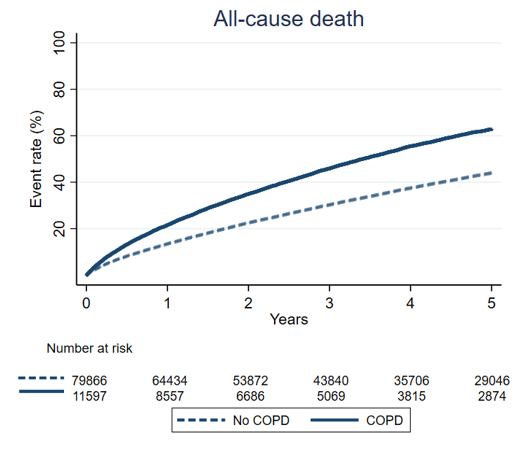 All-cause death
Event rate (%)
100
80
60
40
20
0 1 2 3 4 5
Years
Number at risk
79866 64434 53872 43840 35706 29046
11597 8557 6686 5069 3815 2874
No COPD COPD